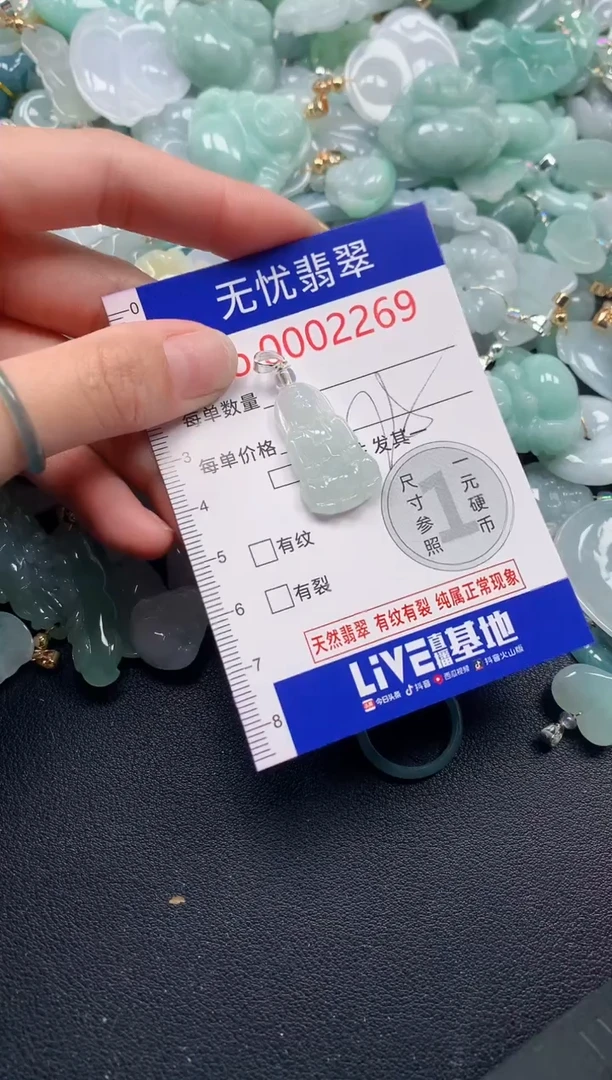 0
无忧翡翠
0002269
每单数量
3
每单价格
发其一
4
尺寸参照
1
一元硬币
5
有纹
6
有裂
天然翡翠 有纹有裂 纯属正常现象
7
LiVE直播基地
今日头条 抖音 西瓜视频 抖音火山版
8